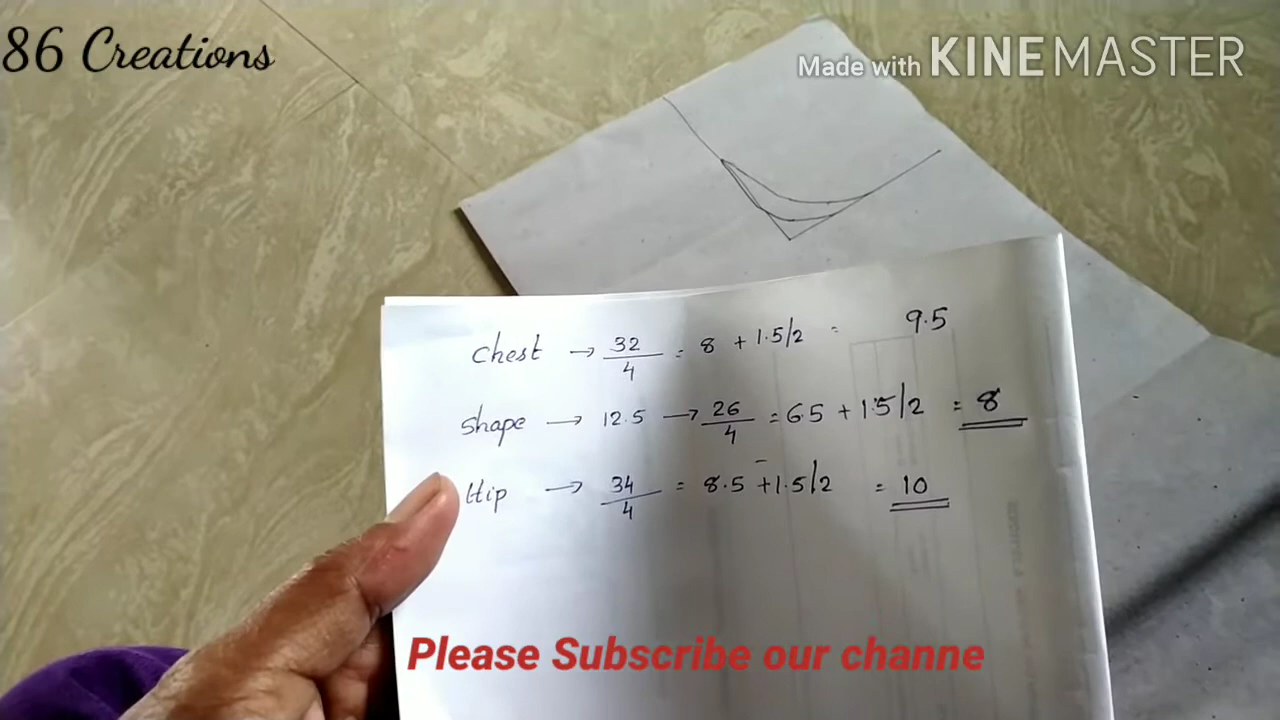 86 Creations
Made with KINEMASTER
Chest → 32/4 = 8 + 1.5/2 = 9.5
Shape → 12.5 → 26/4 = 6.5 + 1.5/2 = 8
Hip → 34/4 = 8.5 + 1.5/2 = 10
Please Subscribe our channe